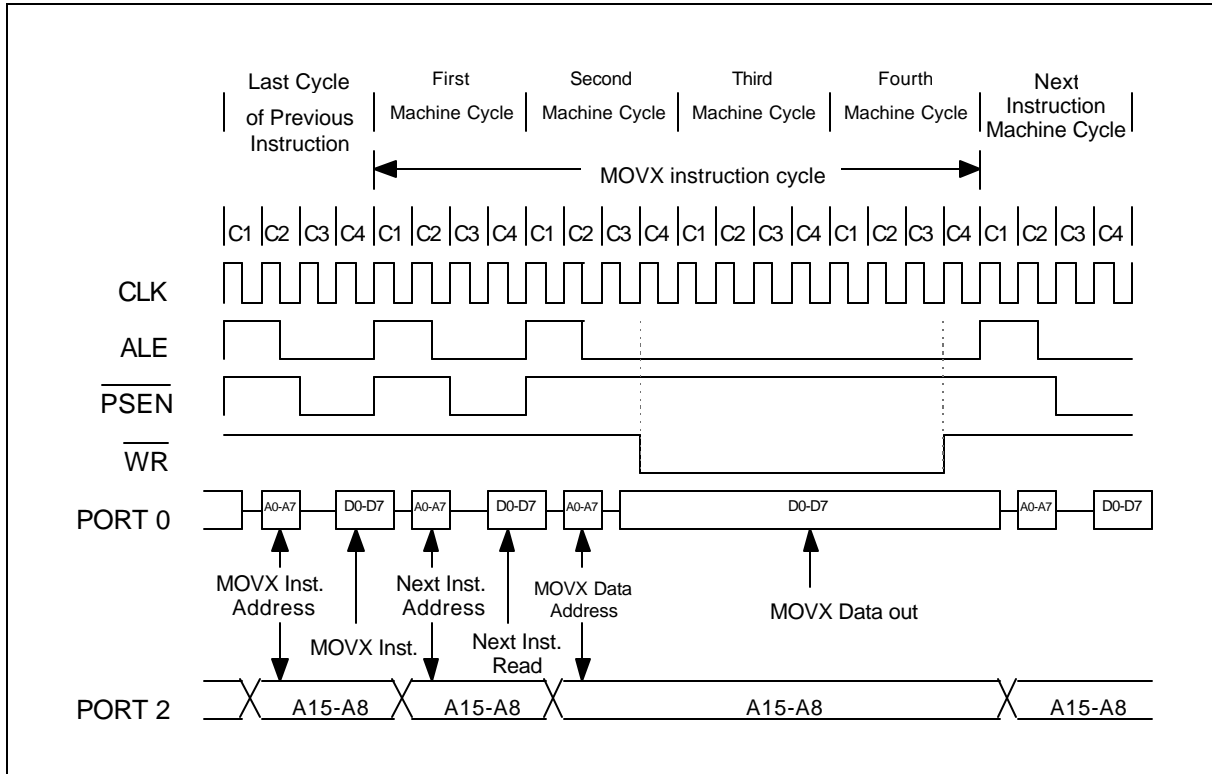 Last Cycle
of Previous
Instruction
First
Machine Cycle
Second
Machine Cycle
Third
Machine Cycle
Fourth
Machine Cycle
Next
Instruction
Machine Cycle
MOVX instruction cycle
C1 C2 C3 C4 C1 C2 C3 C4 C1 C2 C3 C4 C1 C2 C3 C4 C1 C2 C3 C4 C1 C2 C3 C4
CLK
ALE
PSEN
WR
PORT 0
A0-A7 D0-D7 A0-A7 D0-D7 A0-A7 D0-D7 A0-A7 D0-D7
MOVX Inst.
Address
MOVX Inst.
Next Inst.
Address
Next Inst.
Read
MOVX Data
Address
MOVX Data out
PORT 2
A15-A8 A15-A8 A15-A8 A15-A8